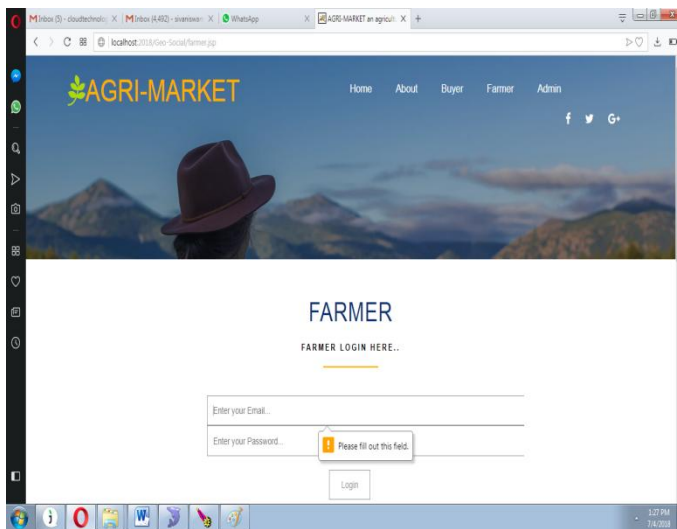 Inbox (5) - cloudtechnolo
Inbox (4,492) - sivaniswan
WhatsApp
AGRI-MARKET an agricult
localhost:2018/Geo-Social/farmer.jsp
AGRI-MARKET
Home About Buyer Farmer Admin
f G+
FARMER
FARMER LOGIN HERE..
Enter your Email...
Enter your Password...
Please fill out this field.
Login
1:27 PM
7/4/2018